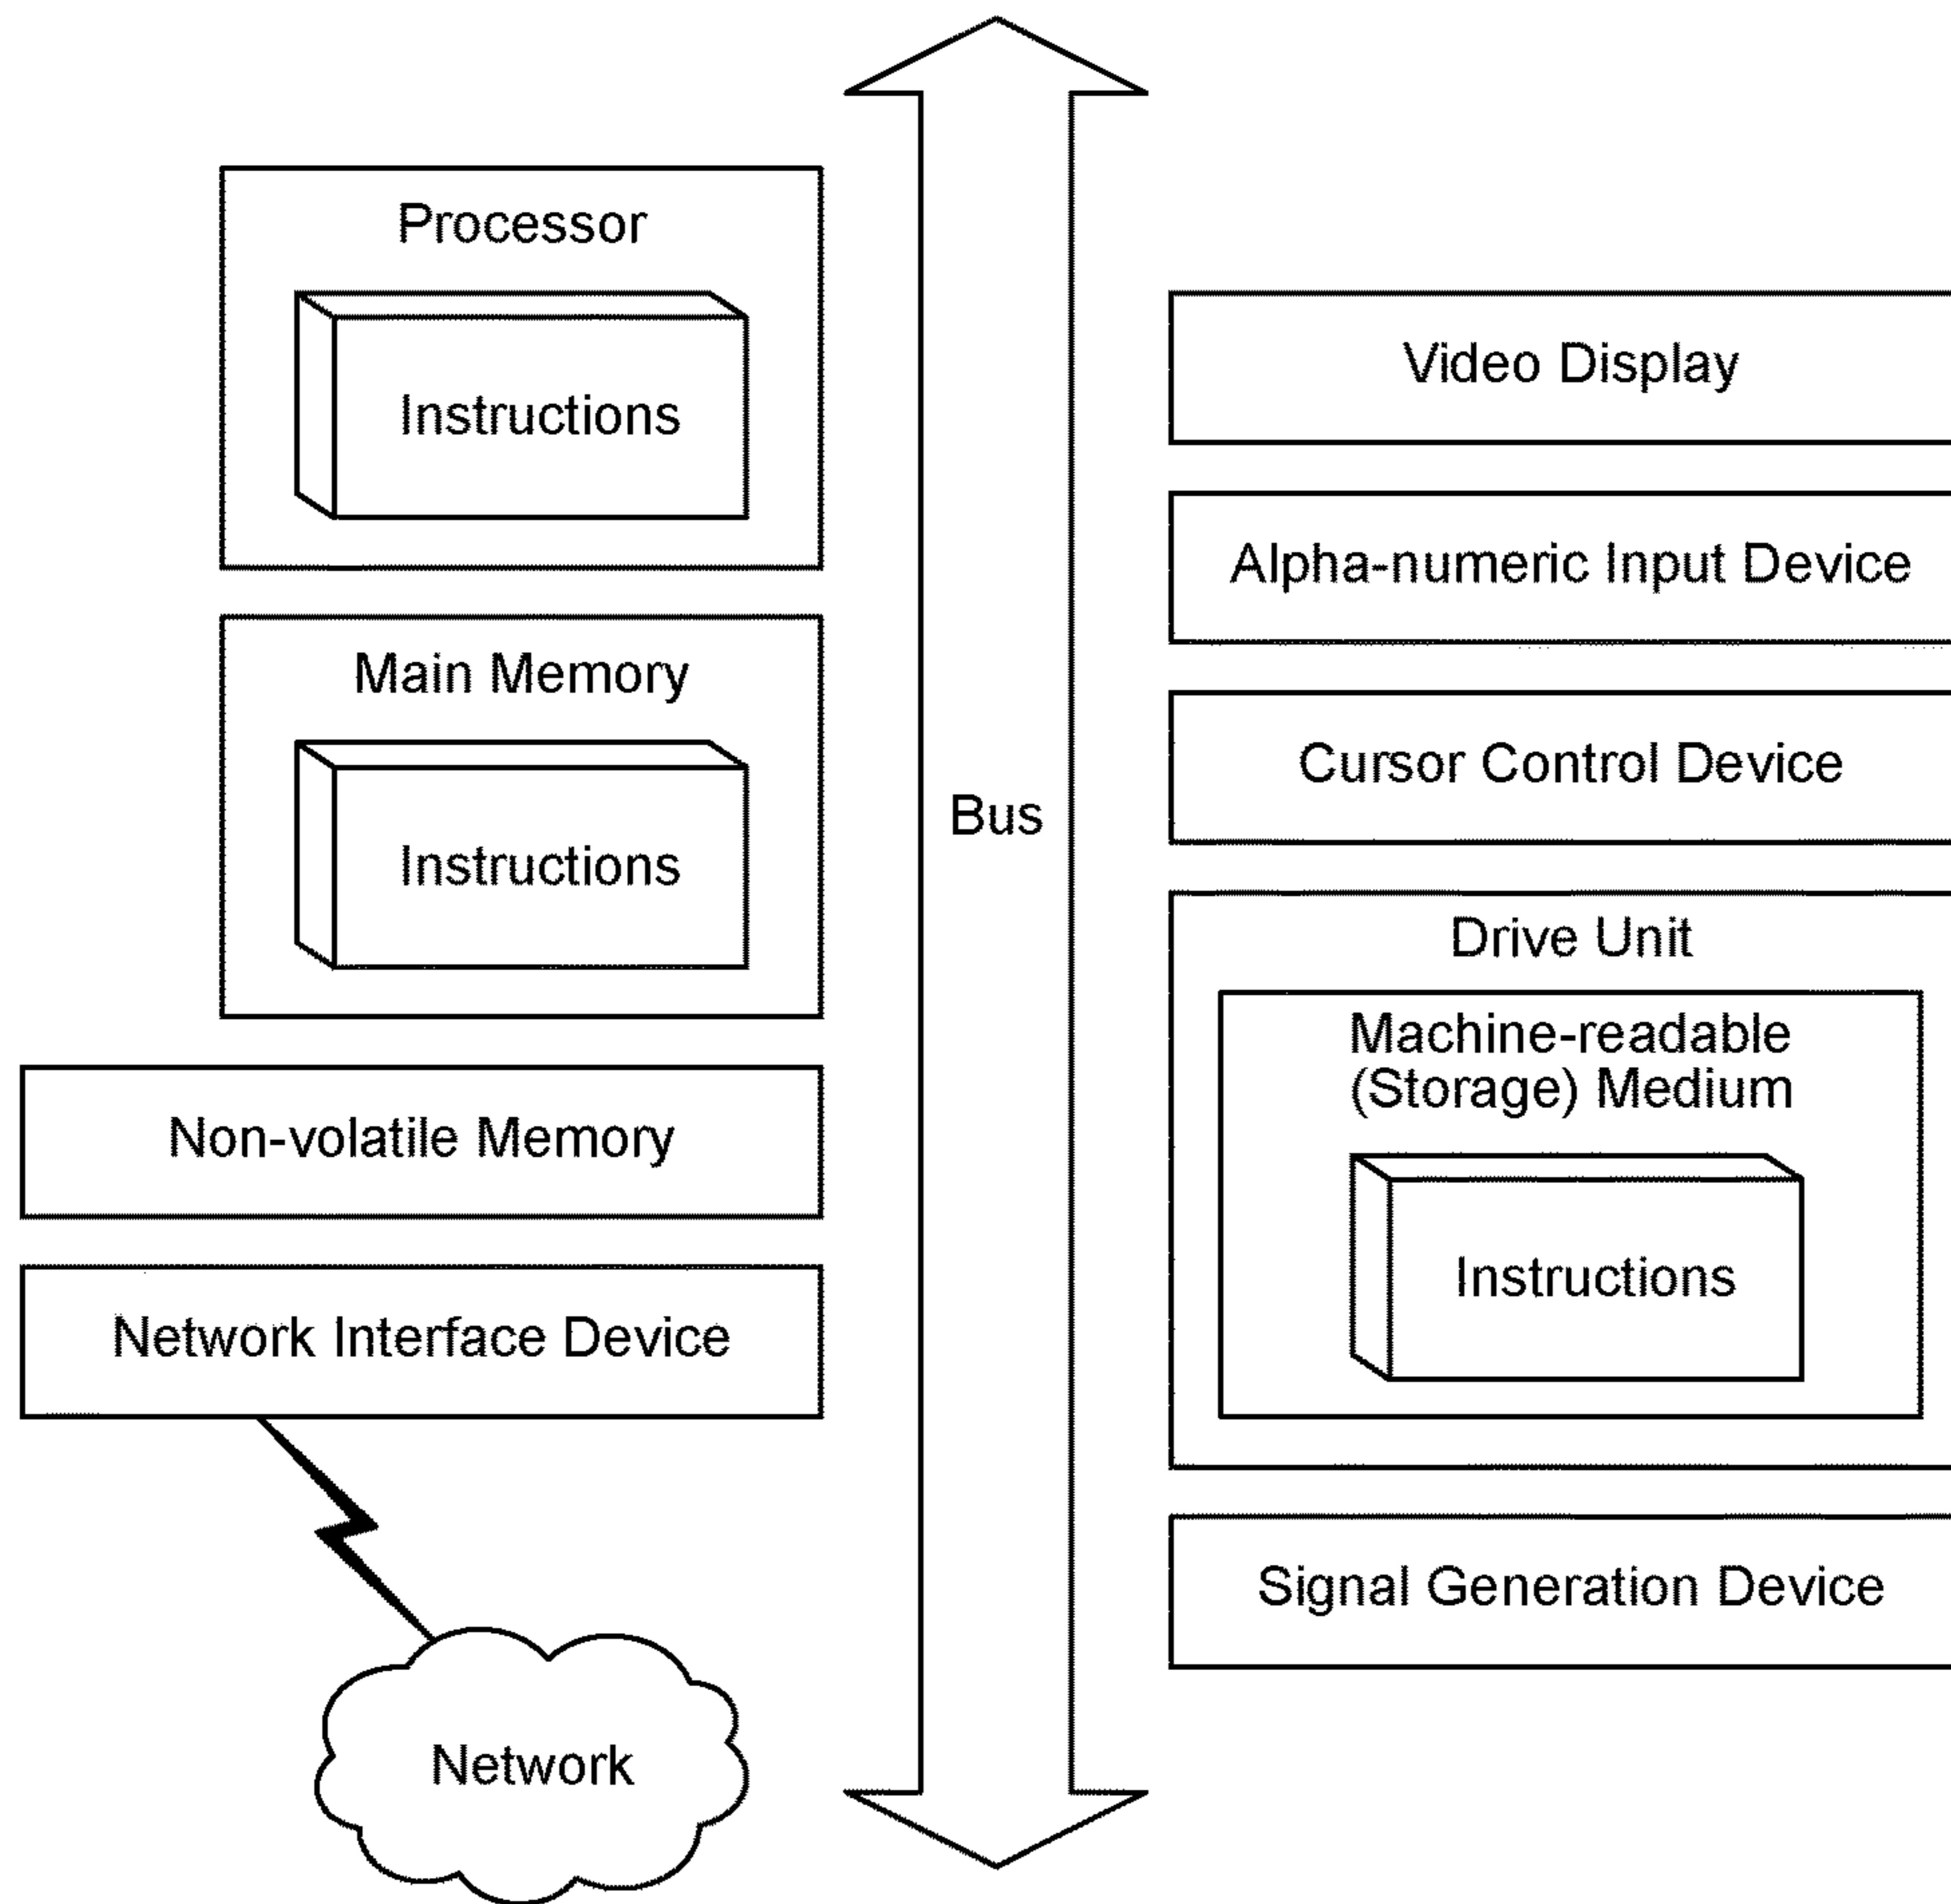 Processor
Instructions
Main Memory
Instructions
Non-volatile Memory
Network Interface Device
Network
Bus
Video Display
Alpha-numeric Input Device
Cursor Control Device
Drive Unit
Machine-readable
(Storage) Medium
Instructions
Signal Generation Device